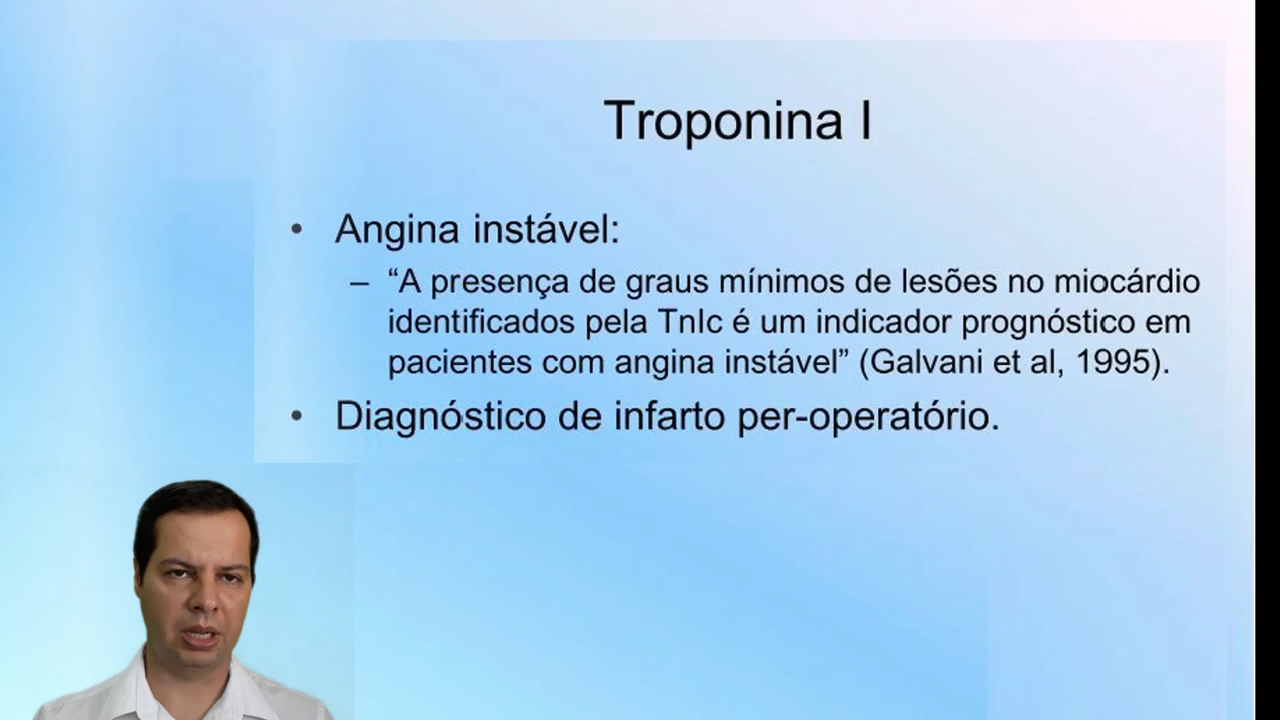 Troponina I
• Angina instável:
– “A presença de graus mínimos de lesões no miocárdio
identificados pela TnIc é um indicador prognóstico em
pacientes com angina instável” (Galvani et al, 1995).
• Diagnóstico de infarto per-operatório.